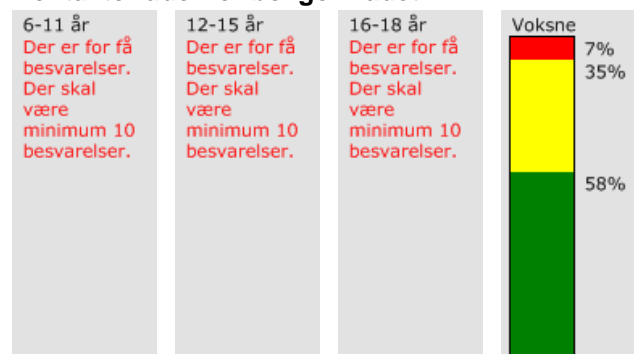 6-11 år
Der er for få
besvarelser.
Der skal
være
minimum 10
besvarelser.
12-15 år
Der er for få
besvarelser.
Der skal
være
minimum 10
besvarelser.
16-18 år
Der er for få
besvarelser.
Der skal
være
minimum 10
besvarelser.
Voksne
7%
35%
58%